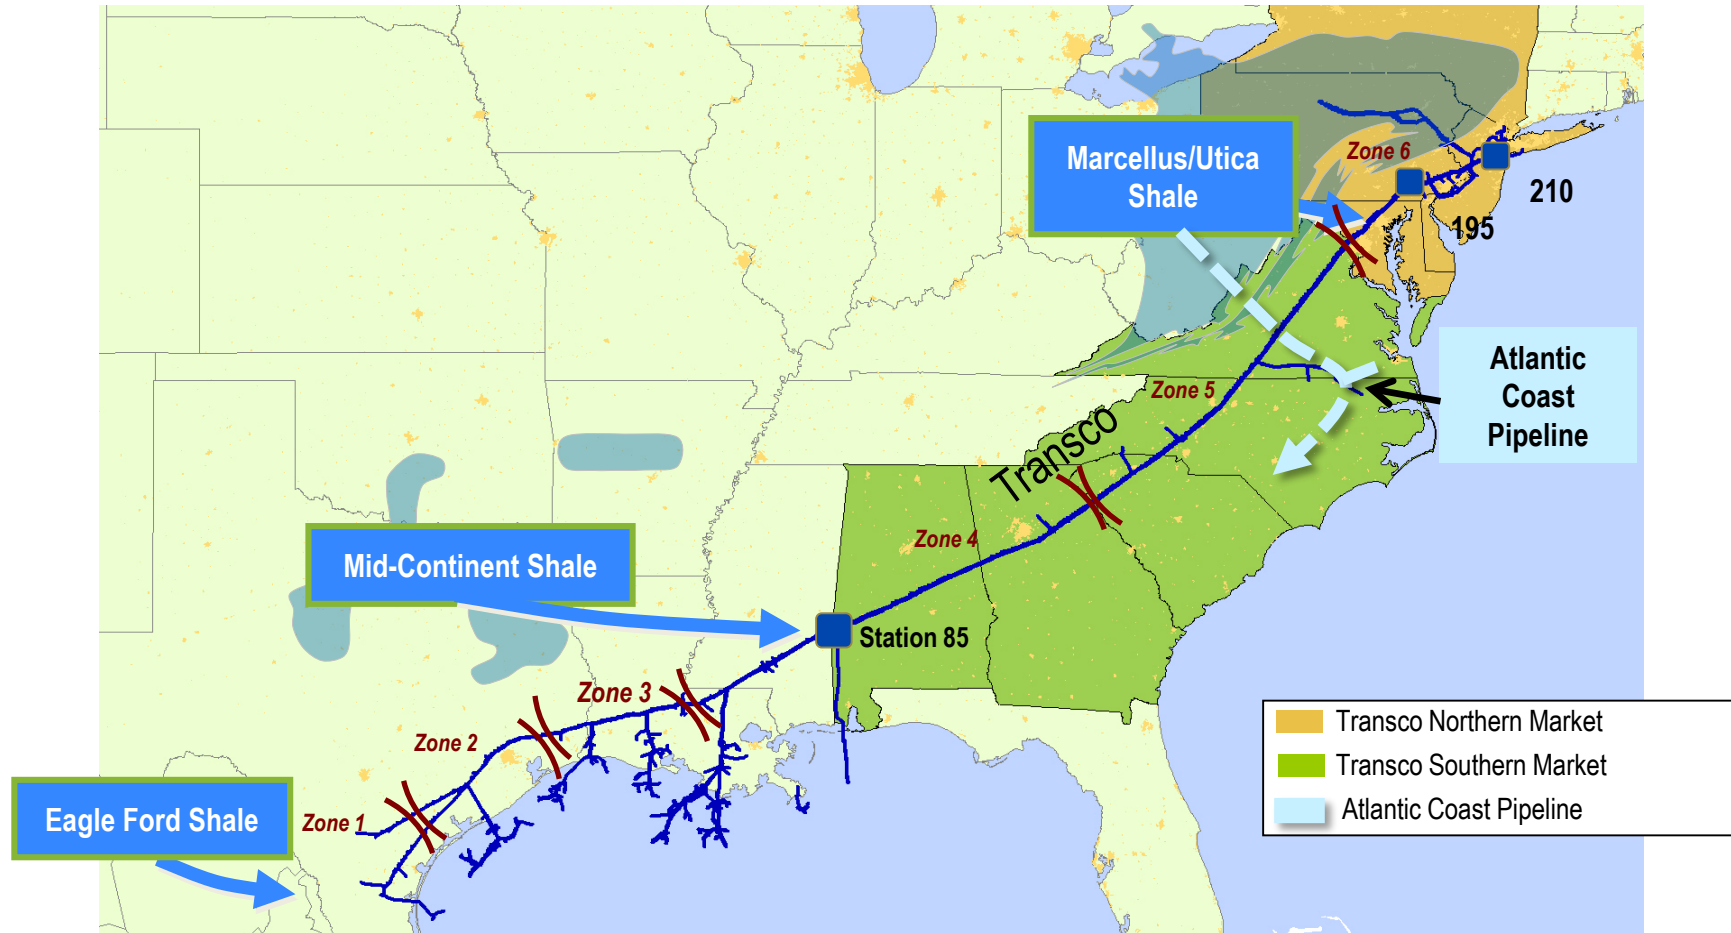 Marcellus/Utica
Shale
Zone 6
210
195
Atlantic
Coast
Pipeline
Zone 5
Transco
Zone 4
Mid-Continent Shale
Station 85
Zone 3
Zone 2
Eagle Ford Shale
Zone 1
Transco Northern Market
Transco Southern Market
Atlantic Coast Pipeline